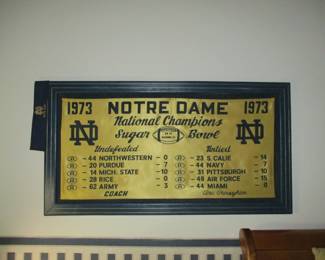 1973 NOTRE DAME 1973
National Champions
Sugar Bowl
ND ND
Undefeated Untied
44 NORTHWESTERN - 0
20 PURDUE - 7
14 MICH. STATE - 10
28 RICE - 0
62 ARMY - 3
23 S. CALIF - 14
44 NAVY - 7
31 PITTSBURGH - 10
48 AIR FORCE - 15
44 MIAMI - 0
COACH Ara Parseghian